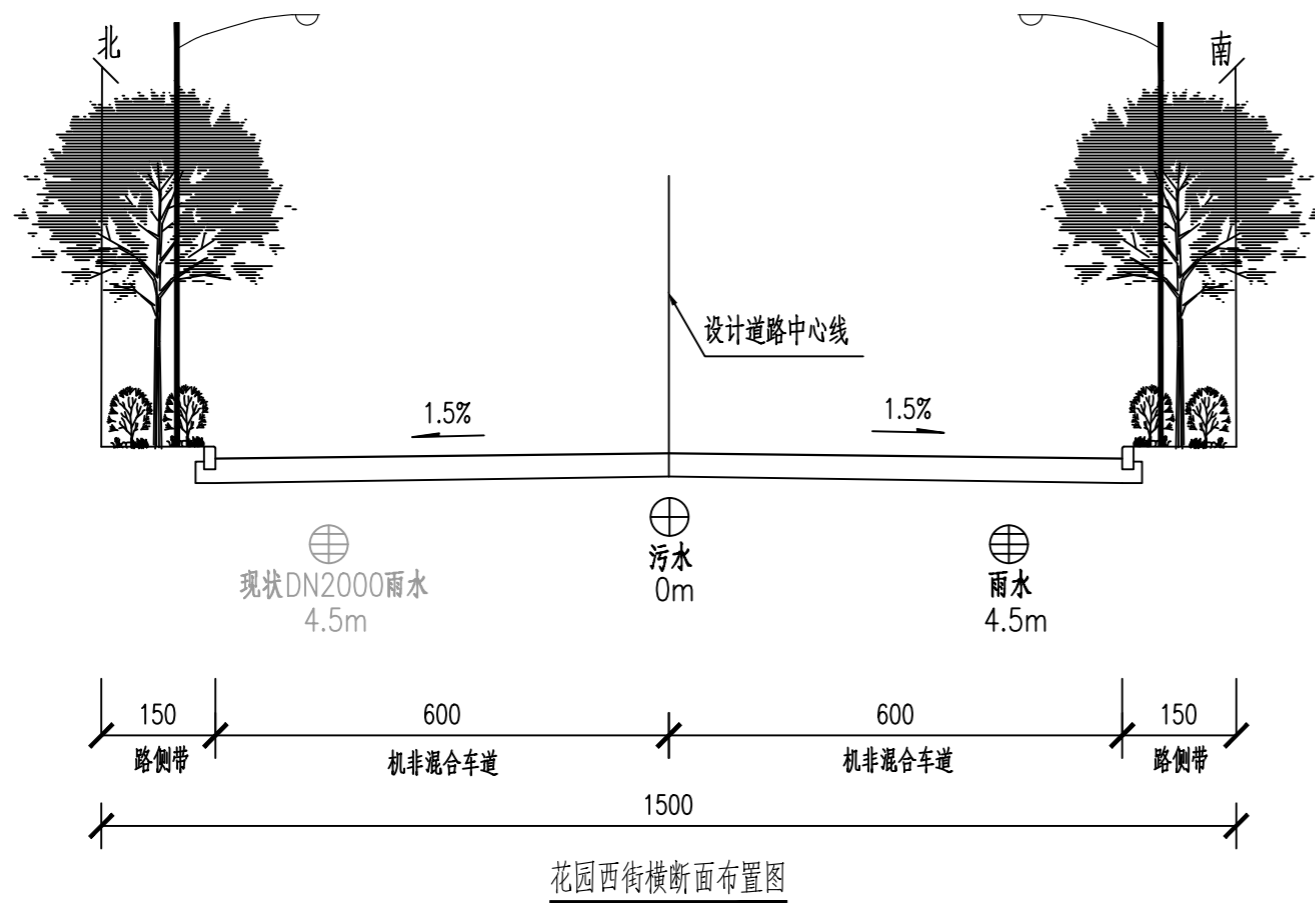 北
南
设计道路中心线
1.5%
1.5%
现状DN2000雨水
4.5m
污水
0m
雨水
4.5m
150
600
600
150
路侧带
机非混合车道
机非混合车道
路侧带
1500
花园西街横断面布置图